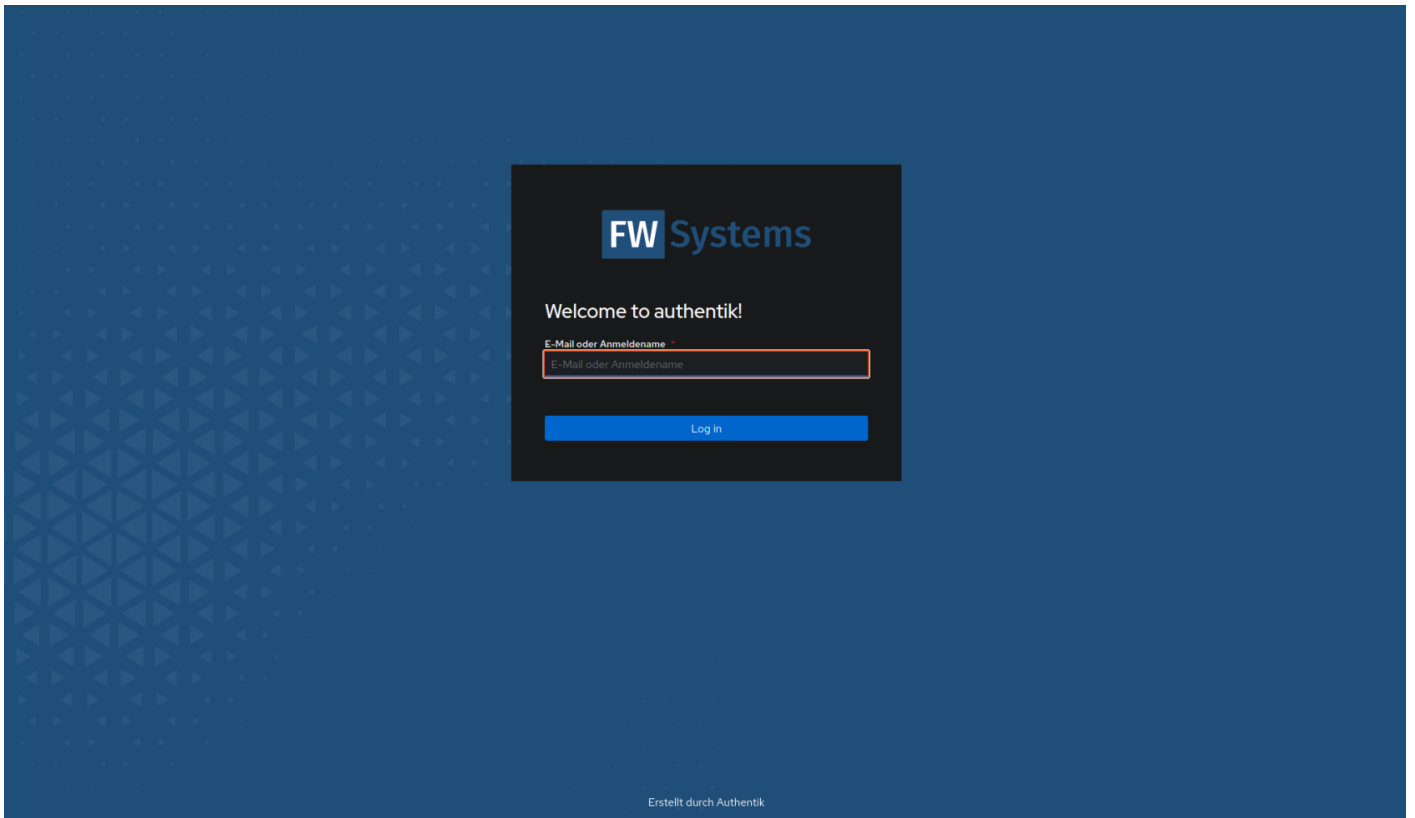 FW Systems
Welcome to authentik!
E-Mail oder Anmeldename *
E-Mail oder Anmeldename
Log in
Erstellt durch Authentik